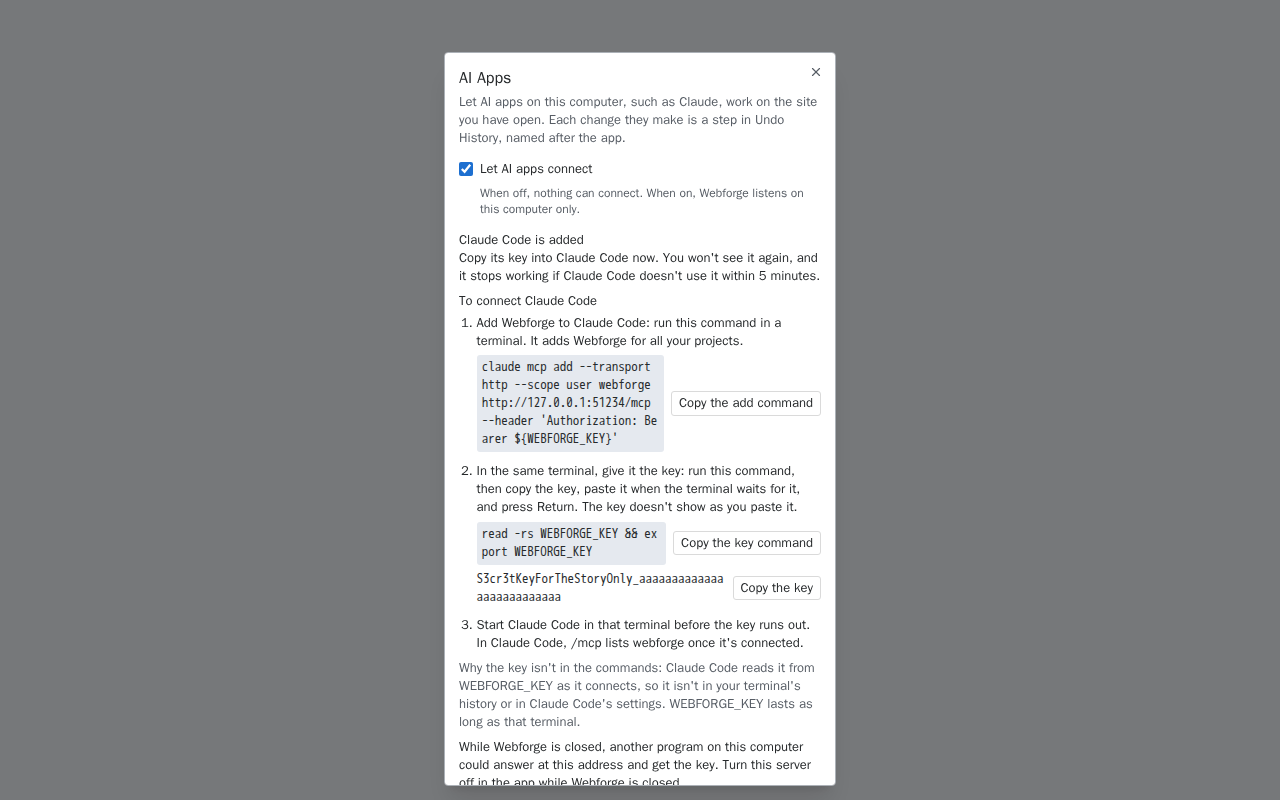 AI Apps
Let AI apps on this computer, such as Claude, work on the site
you have open. Each change they make is a step in Undo
History, named after the app.
Let AI apps connect
When off, nothing can connect. When on, Webforge listens on
this computer only.
Claude Code is added
Copy its key into Claude Code now. You won't see it again, and
it stops working if Claude Code doesn't use it within 5 minutes.
To connect Claude Code
1. Add Webforge to Claude Code: run this command in a
terminal. It adds Webforge for all your projects.
claude mcp add --transport
http --scope user webforge
http://127.0.0.1:51234/mcp
--header 'Authorization: Be
arer ${WEBFORGE_KEY}'
Copy the add command
2. In the same terminal, give it the key: run this command,
then copy the key, paste it when the terminal waits for it,
and press Return. The key doesn't show as you paste it.
read -rs WEBFORGE_KEY && ex
port WEBFORGE_KEY
Copy the key command
S3cr3tKeyForTheStoryOnly_aaaaaaaaaaaaa
aaaaaaaaaaaaa
Copy the key
3. Start Claude Code in that terminal before the key runs out.
In Claude Code, /mcp lists webforge once it's connected.
Why the key isn't in the commands: Claude Code reads it from
WEBFORGE_KEY as it connects, so it isn't in your terminal's
history or in Claude Code's settings. WEBFORGE_KEY lasts as
long as that terminal.
While Webforge is closed, another program on this computer
could answer at this address and get the key. Turn this server
off in the app while Webforge is closed.